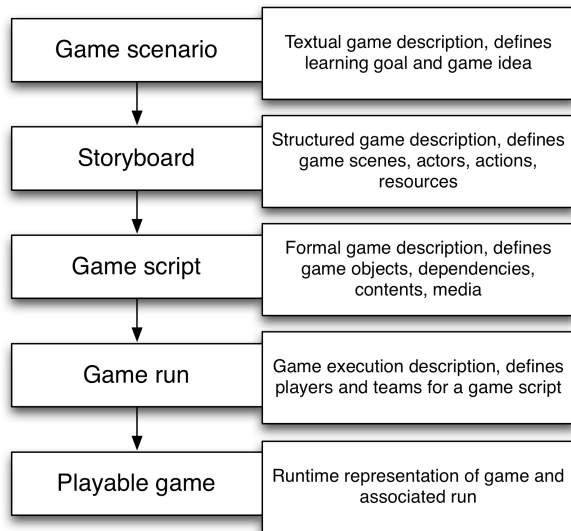 Game scenario
Textual game description, defines
learning goal and game idea
Storyboard
Structured game description, defines
game scenes, actors, actions,
resources
Game script
Formal game description, defines
game objects, dependencies,
contents, media
Game run
Game execution description, defines
players and teams for a game script
Playable game
Runtime representation of game and
associated run